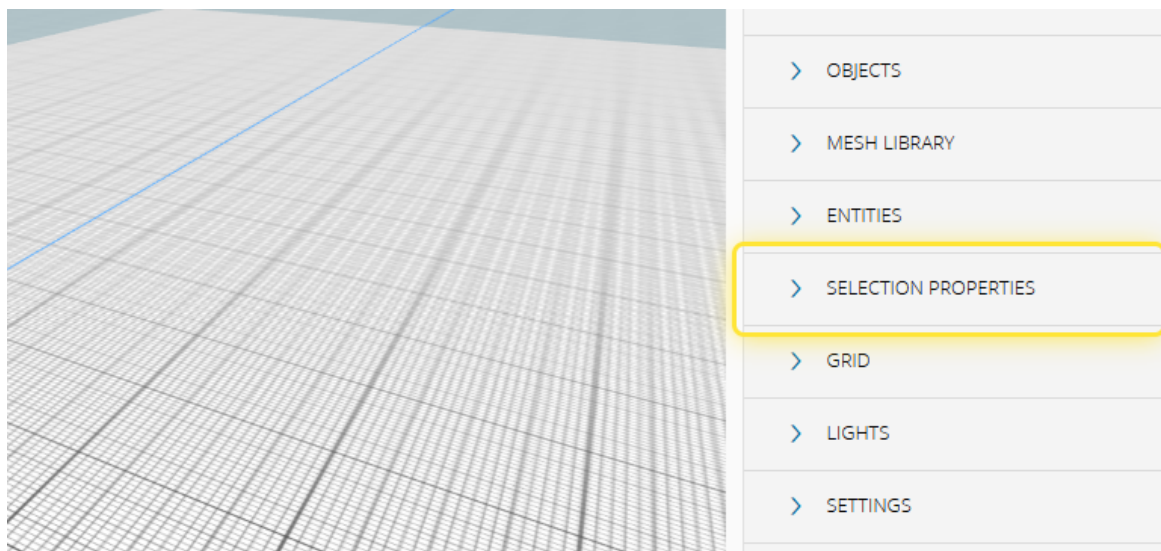 OBJECTS
MESH LIBRARY
ENTITIES
SELECTION PROPERTIES
GRID
LIGHTS
SETTINGS